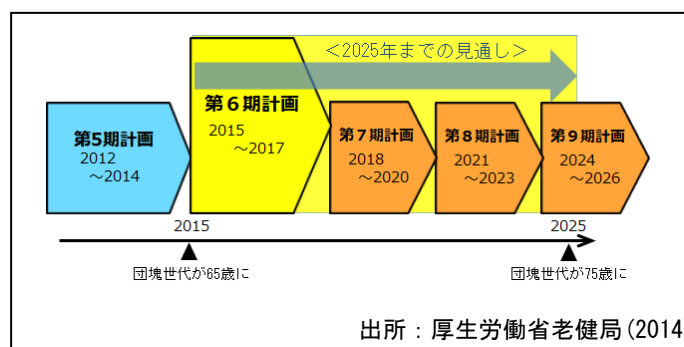 ＜2025年までの見通し＞
第5期計画
2012
～2014
第６期計画
2015
～2017
第７期計画
2018
～2020
第８期計画
2021
～2023
第９期計画
2024
～2026
2015
2025
団塊世代が65歳に
団塊世代が75歳に
出所：厚生労働省老健局(2014